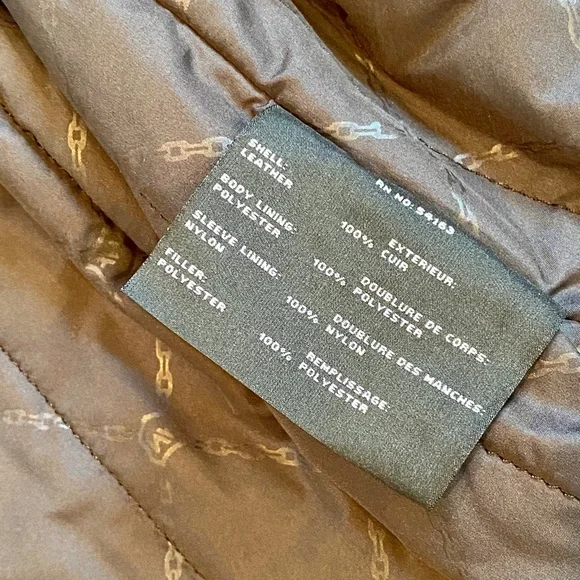 RN NO: 54163
SHELL:
LEATHER
BODY LINING:
POLYESTER
SLEEVE LINING:
NYLON
FILLER:
POLYESTER
100%
100%
100%
100%
EXTERIEUR:
CUIR
DOUBLURE DE CORPS:
POLYESTER
DOUBLURE DES MANCHES:
NYLON
REMPLISSAGE:
POLYESTER